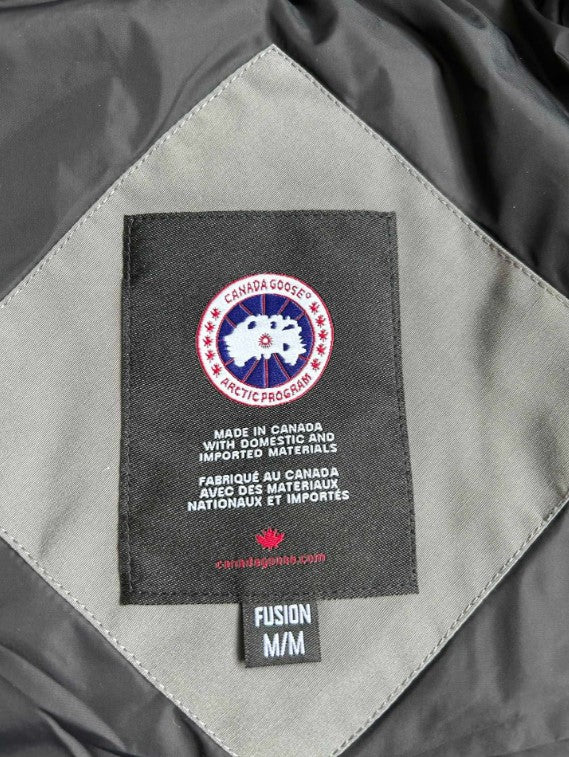 CANADA GOOSE®
ARCTIC PROGRAM
MADE IN CANADA
WITH DOMESTIC AND
IMPORTED MATERIALS
FABRIQUÉ AU CANADA
AVEC DES MATERIAUX
NATIONAUX ET IMPORTÉS
canadagoose.com
FUSION
M/M